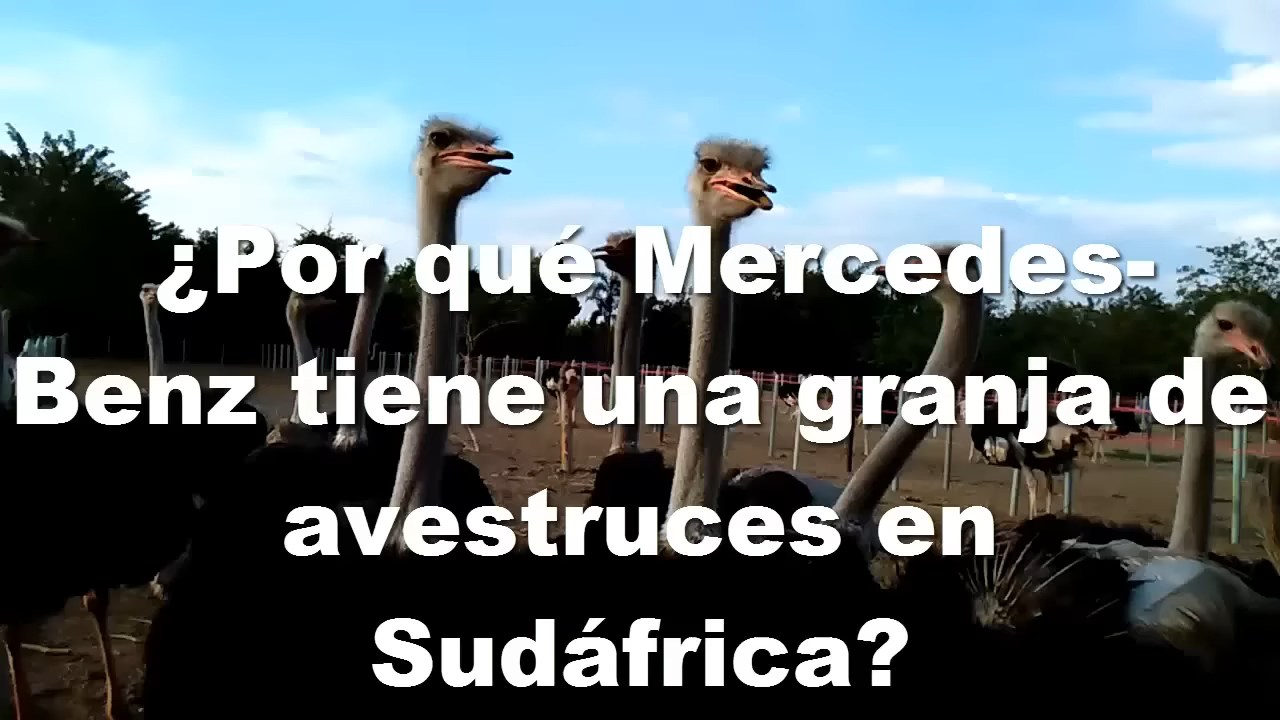 ¿Por qué Mercedes-
Benz tiene una granja de
avestruces en
Sudáfrica?